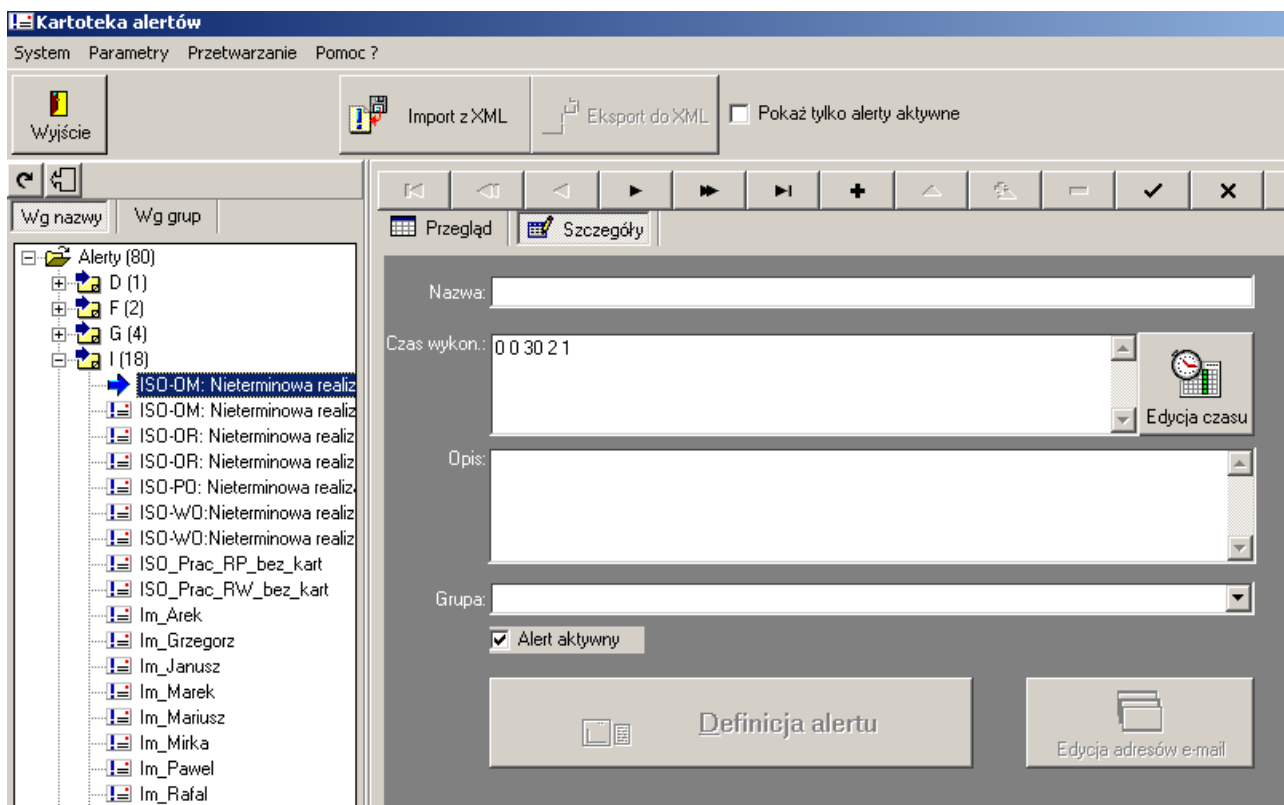 Kartoteka alertów
System Parametry Przetwarzanie Pomoc ?
Wyjście
Import z XML
Eksport do XML
Pokaż tylko alerty aktywne
Wg nazwy
Wg grup
Alerty (80)
D (1)
F (2)
G (4)
I (18)
ISO-OM: Nieterminowa realiz
ISO-OM: Nieterminowa realiz
ISO-OR: Nieterminowa realiz
ISO-OR: Nieterminowa realiz
ISO-PO: Nieterminowa realiz
ISO-WO:Nieterminowa realiz
ISO-WO:Nieterminowa realiz
ISO_Prac_RP_bez_kart
ISO_Prac_RW_bez_kart
Im_Arek
Im_Grzegorz
Im_Janusz
Im_Marek
Im_Mariusz
Im_Mirka
Im_Pawel
Im_Rafal
Przegląd
Szczegóły
Nazwa:
Czas wykon.: 0 0 30 2 1
Edycja czasu
Opis:
Grupa:
Alert aktywny
Definicja alertu
Edycja adresów e-mail